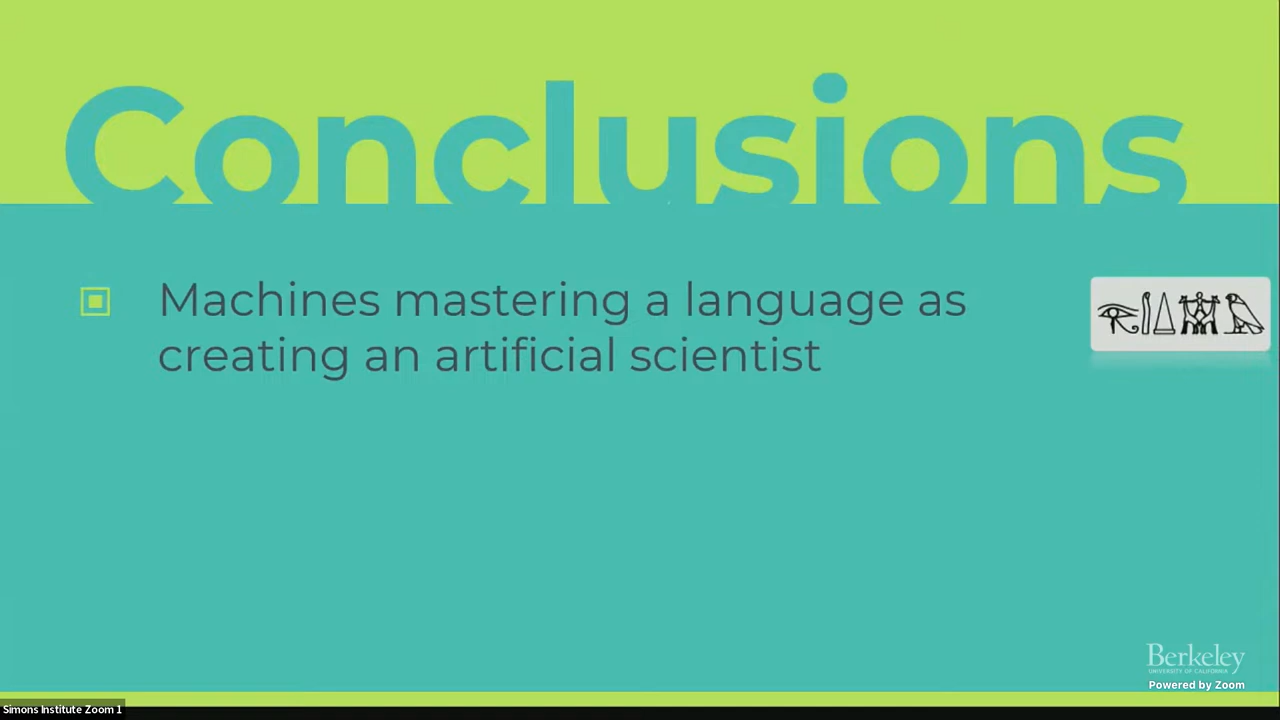 Conclusions
Machines mastering a language as
creating an artificial scientist
Berkeley
UNIVERSITY OF CALIFORNIA
Powered by Zoom
Simons Institute Zoom 1